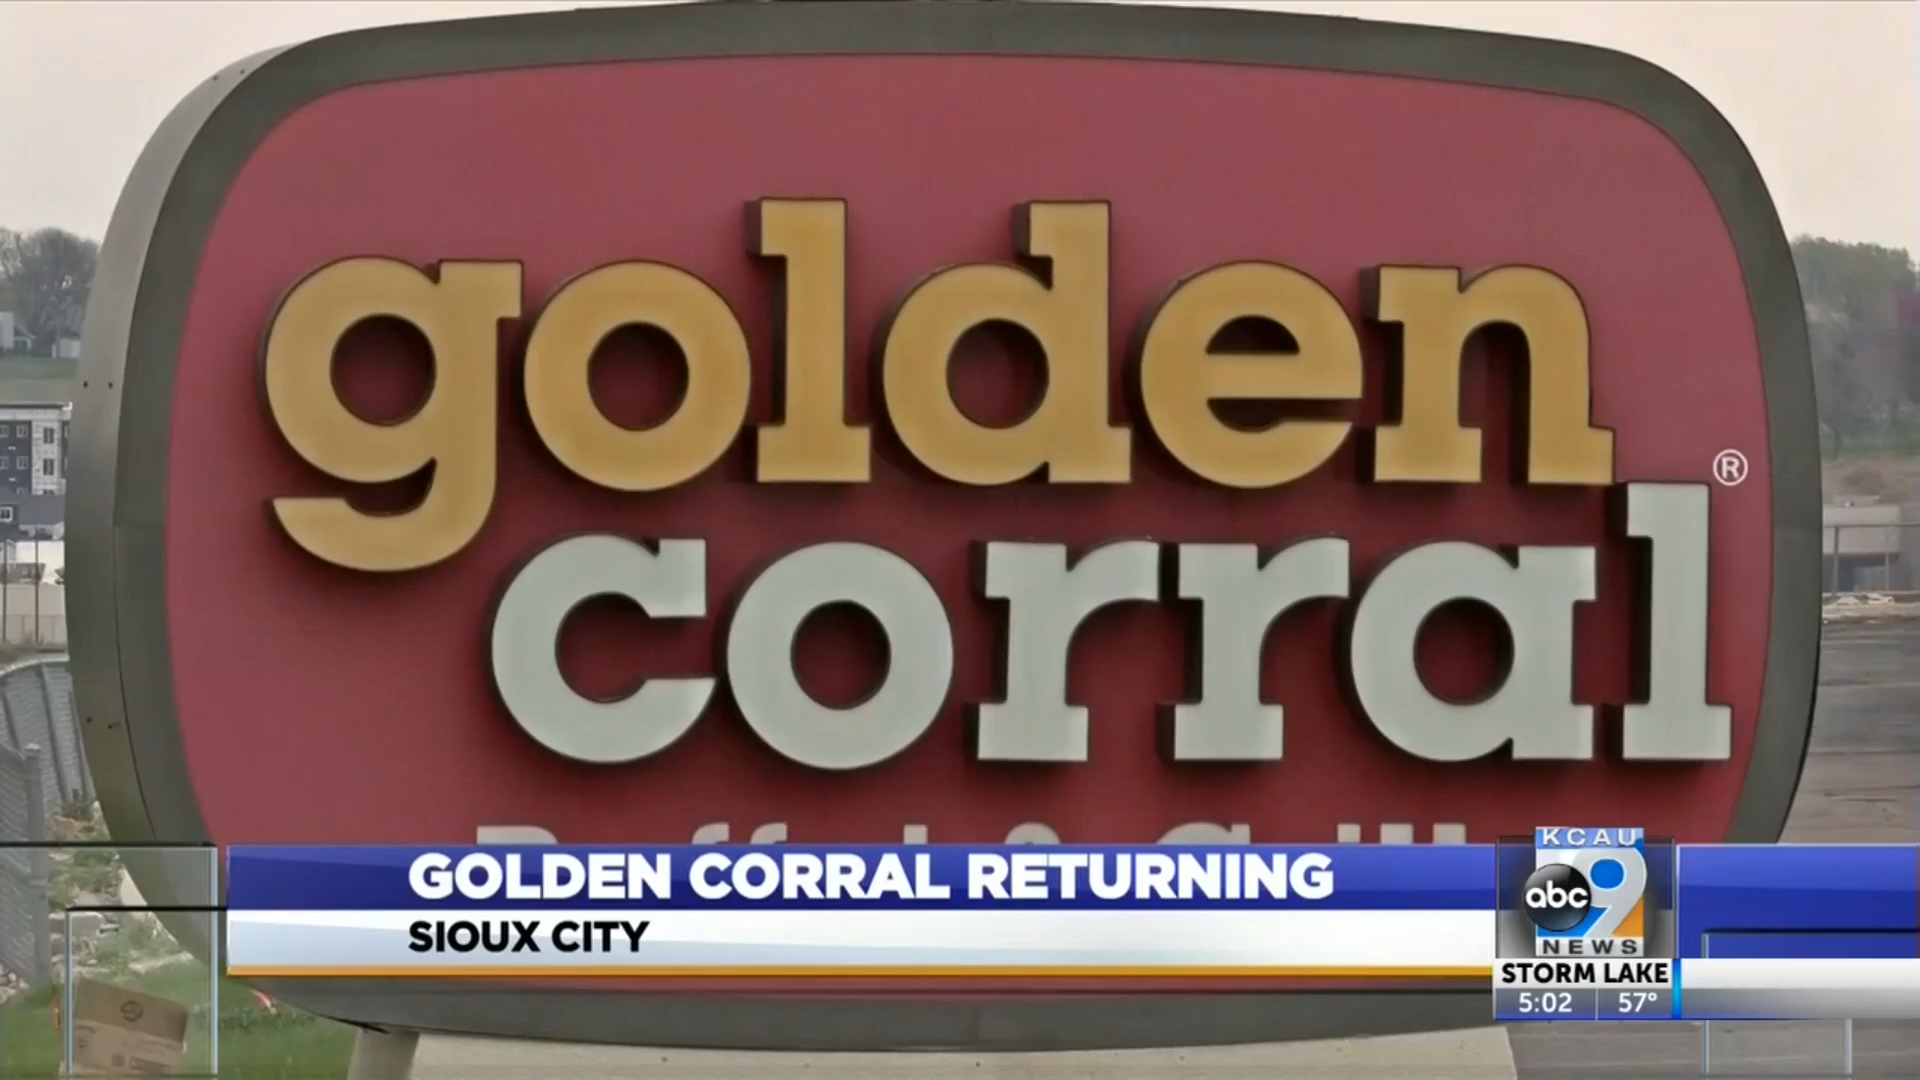 golden
corral®
GOLDEN CORRAL RETURNING
SIOUX CITY
KCAU
abc 9
NEWS
STORM LAKE
5:02 57°